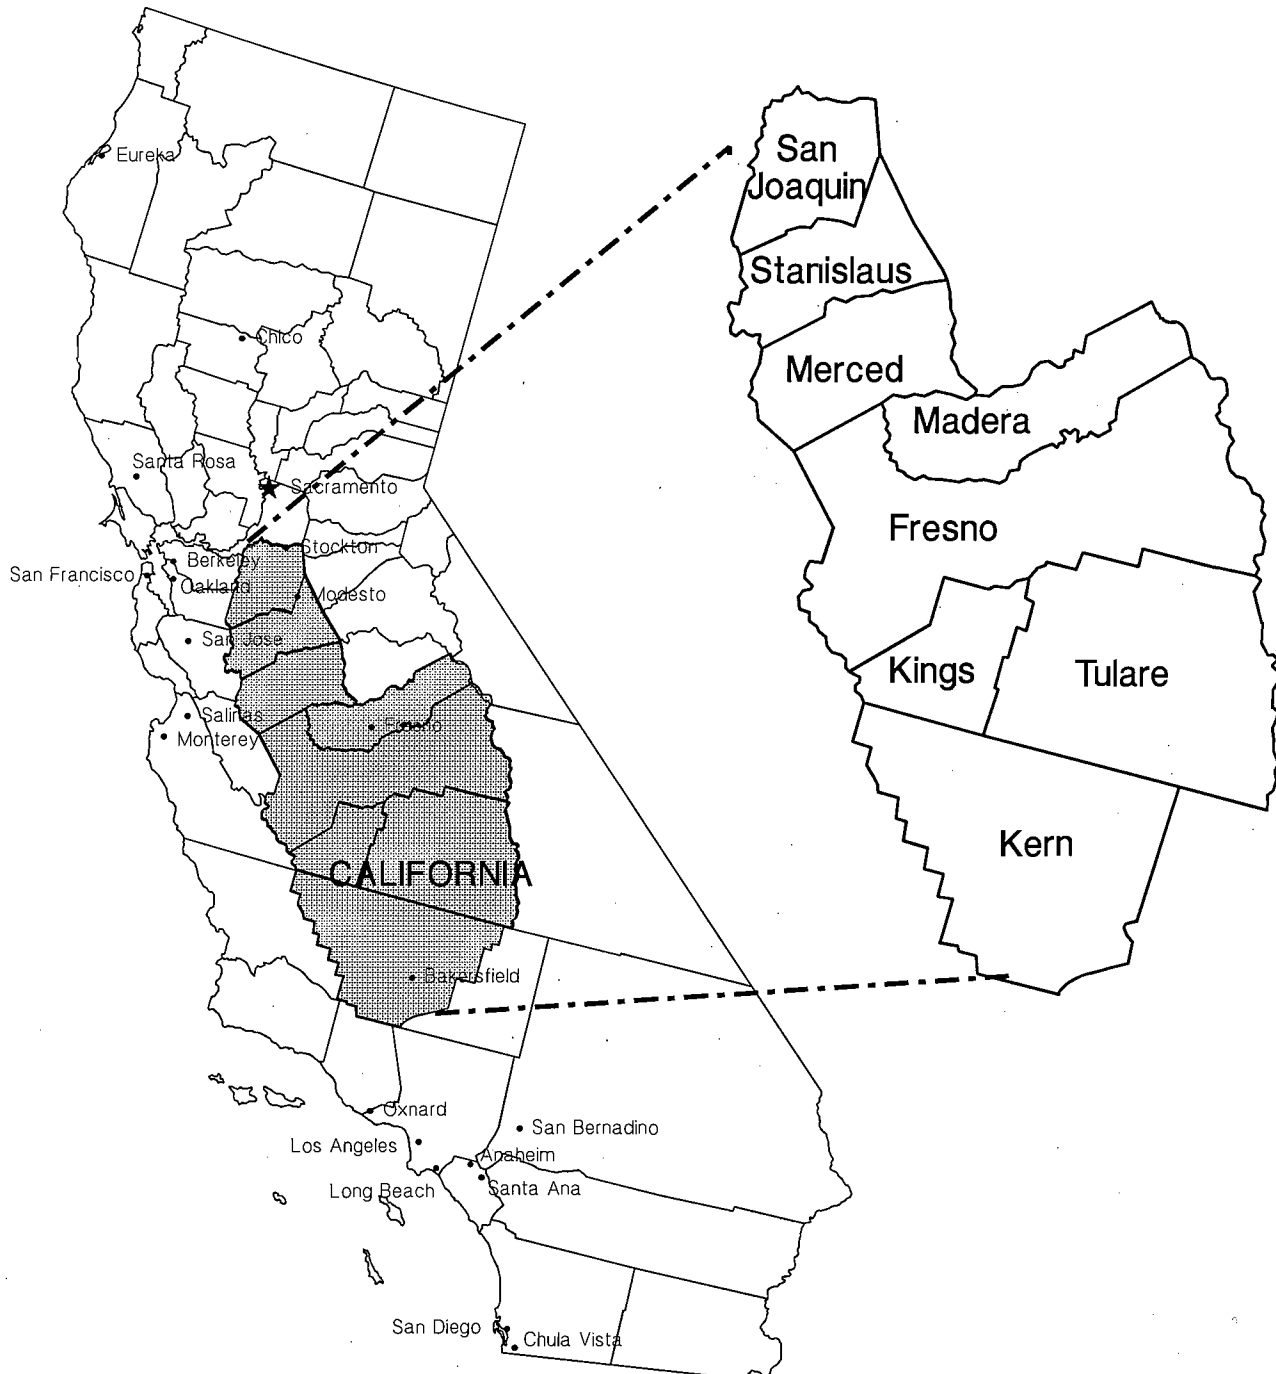 Eureka
Chico
Santa Rosa
Sacramento
Stockton
Berkeley
San Francisco
Oakland
Modesto
San Jose
Salinas
Monterey
Fresno
CALIFORNIA
Bakersfield
Oxnard
San Bernadino
Los Angeles
Anaheim
Long Beach
Santa Ana
San Diego
Chula Vista
San
Joaquin
Stanislaus
Merced
Madera
Fresno
Kings
Tulare
Kern